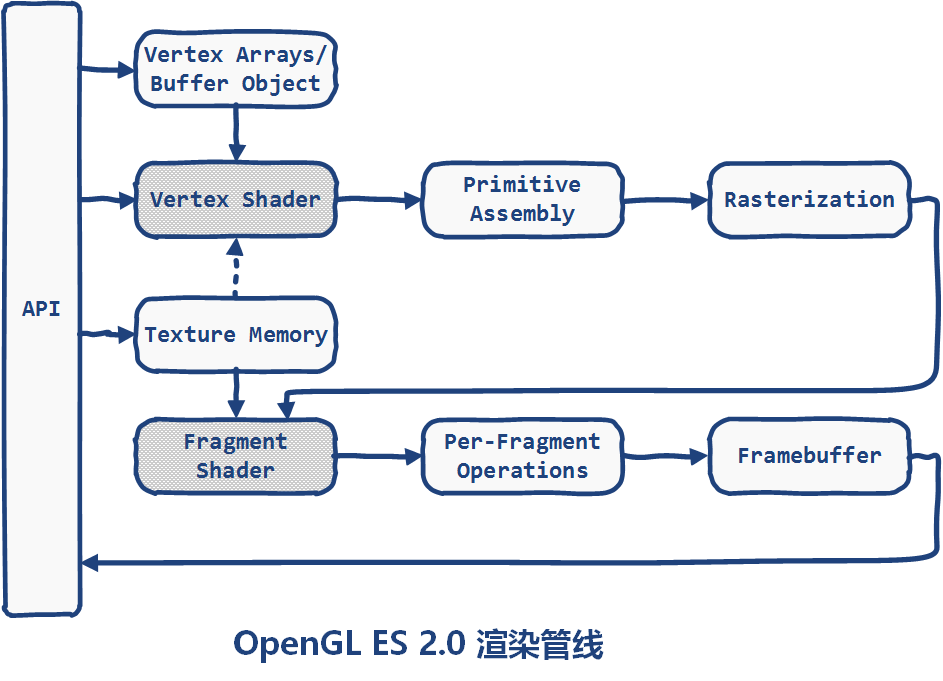 Vertex Arrays/
Buffer Object
Vertex Shader
Primitive
Assembly
Rasterization
API
Texture Memory
Fragment
Shader
Per-Fragment
Operations
Framebuffer
OpenGL ES 2.0 渲染管线